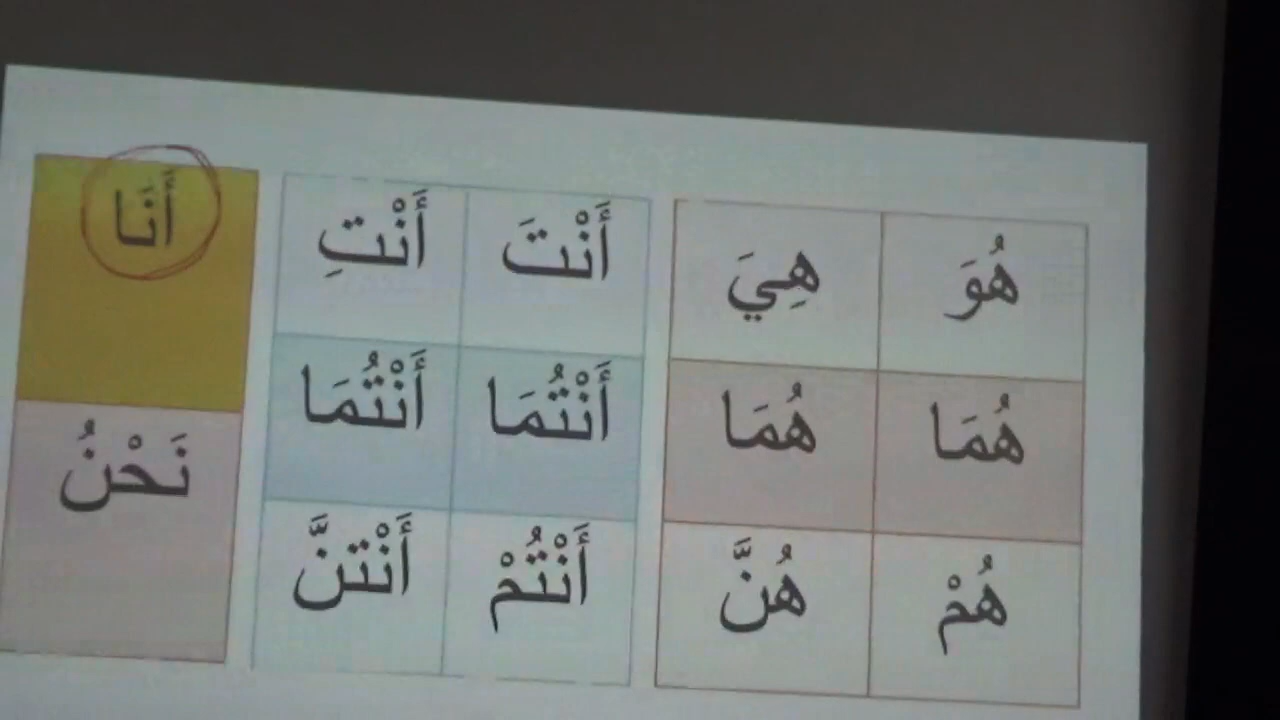 هُوَ هِيَ أَنْتَ أَنْتِ أَنَا
هُمَا هُمَا أَنْتُمَا أَنْتُمَا نَحْنُ
هُمْ هُنَّ أَنْتُمْ أَنْتُنَّ